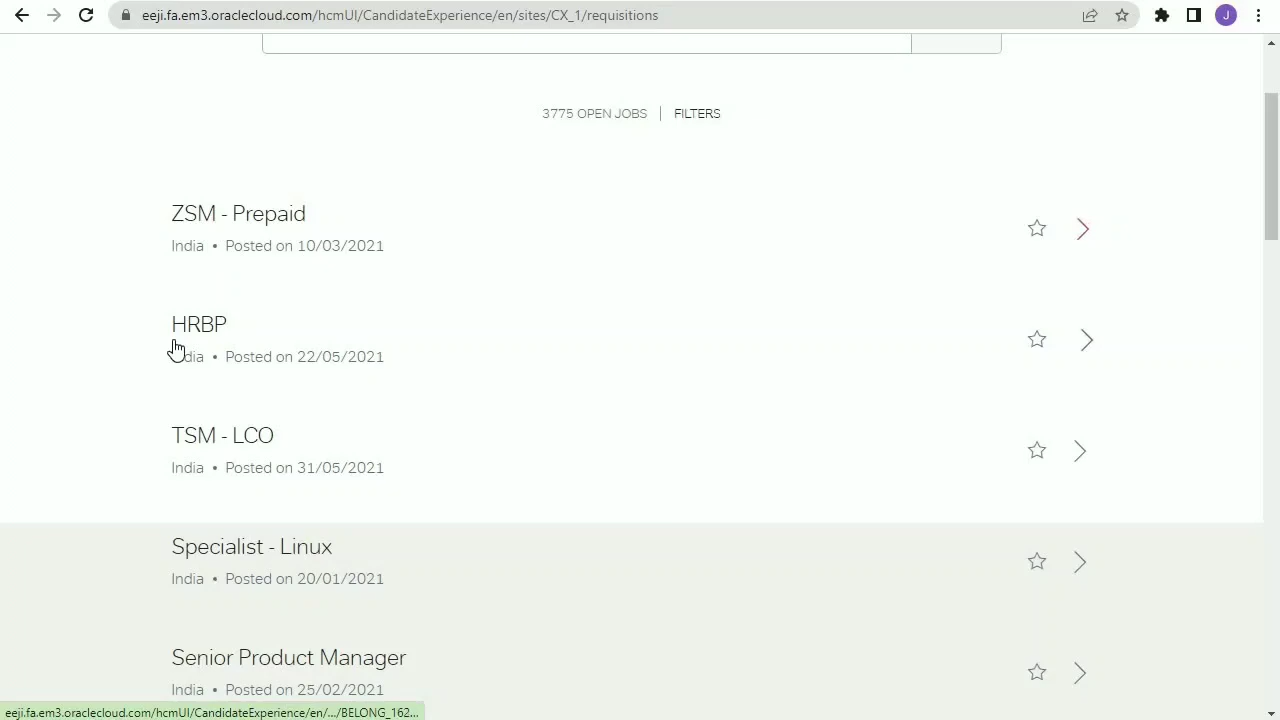 eeji.fa.em3.oraclecloud.com/hcmUI/CandidateExperience/en/sites/CX_1/requisitions
J
3775 OPEN JOBS | FILTERS
ZSM - Prepaid
India • Posted on 10/03/2021
HRBP
India • Posted on 22/05/2021
TSM - LCO
India • Posted on 31/05/2021
Specialist - Linux
India • Posted on 20/01/2021
Senior Product Manager
India • Posted on 25/02/2021
eeji.fa.em3.oraclecloud.com/hcmUI/CandidateExperience/en/.../BELONG_162...